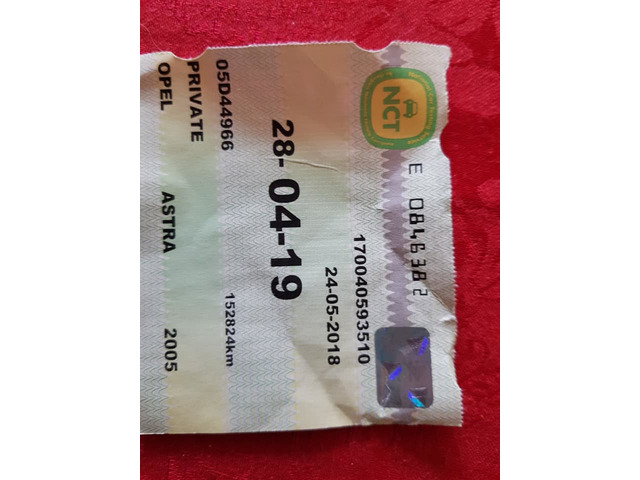 NCT
E 0846382
170040593510
24-05-2018
28-04-19
152824km
05D44966
PRIVATE
OPEL ASTRA 2005